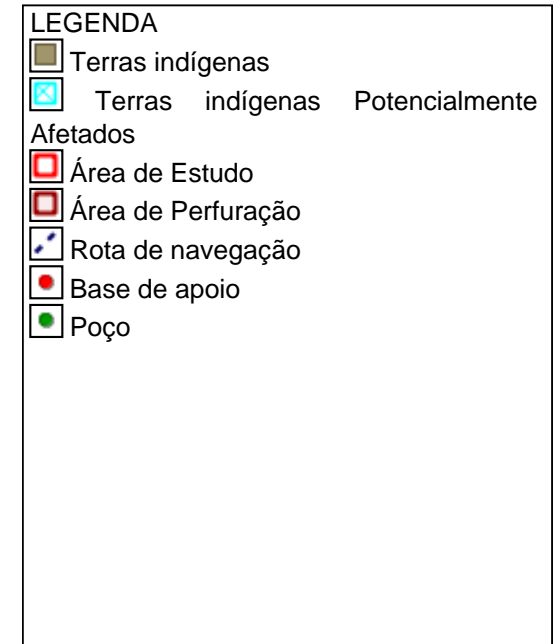 LEGENDA
Terras indígenas
Terras indígenas Potencialmente
Afetados
Área de Estudo
Área de Perfuração
Rota de navegação
Base de apoio
Poço